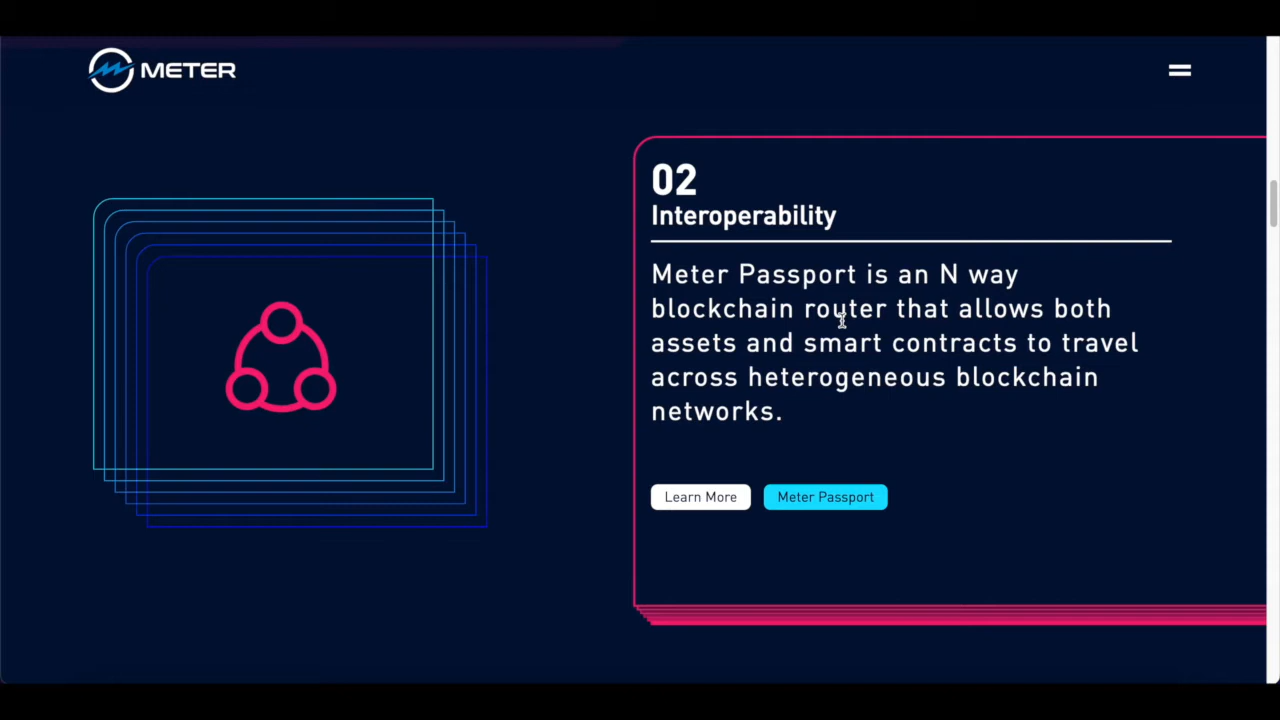 METER
02
Interoperability
Meter Passport is an N way
blockchain router that allows both
assets and smart contracts to travel
across heterogeneous blockchain
networks.
Learn More
Meter Passport